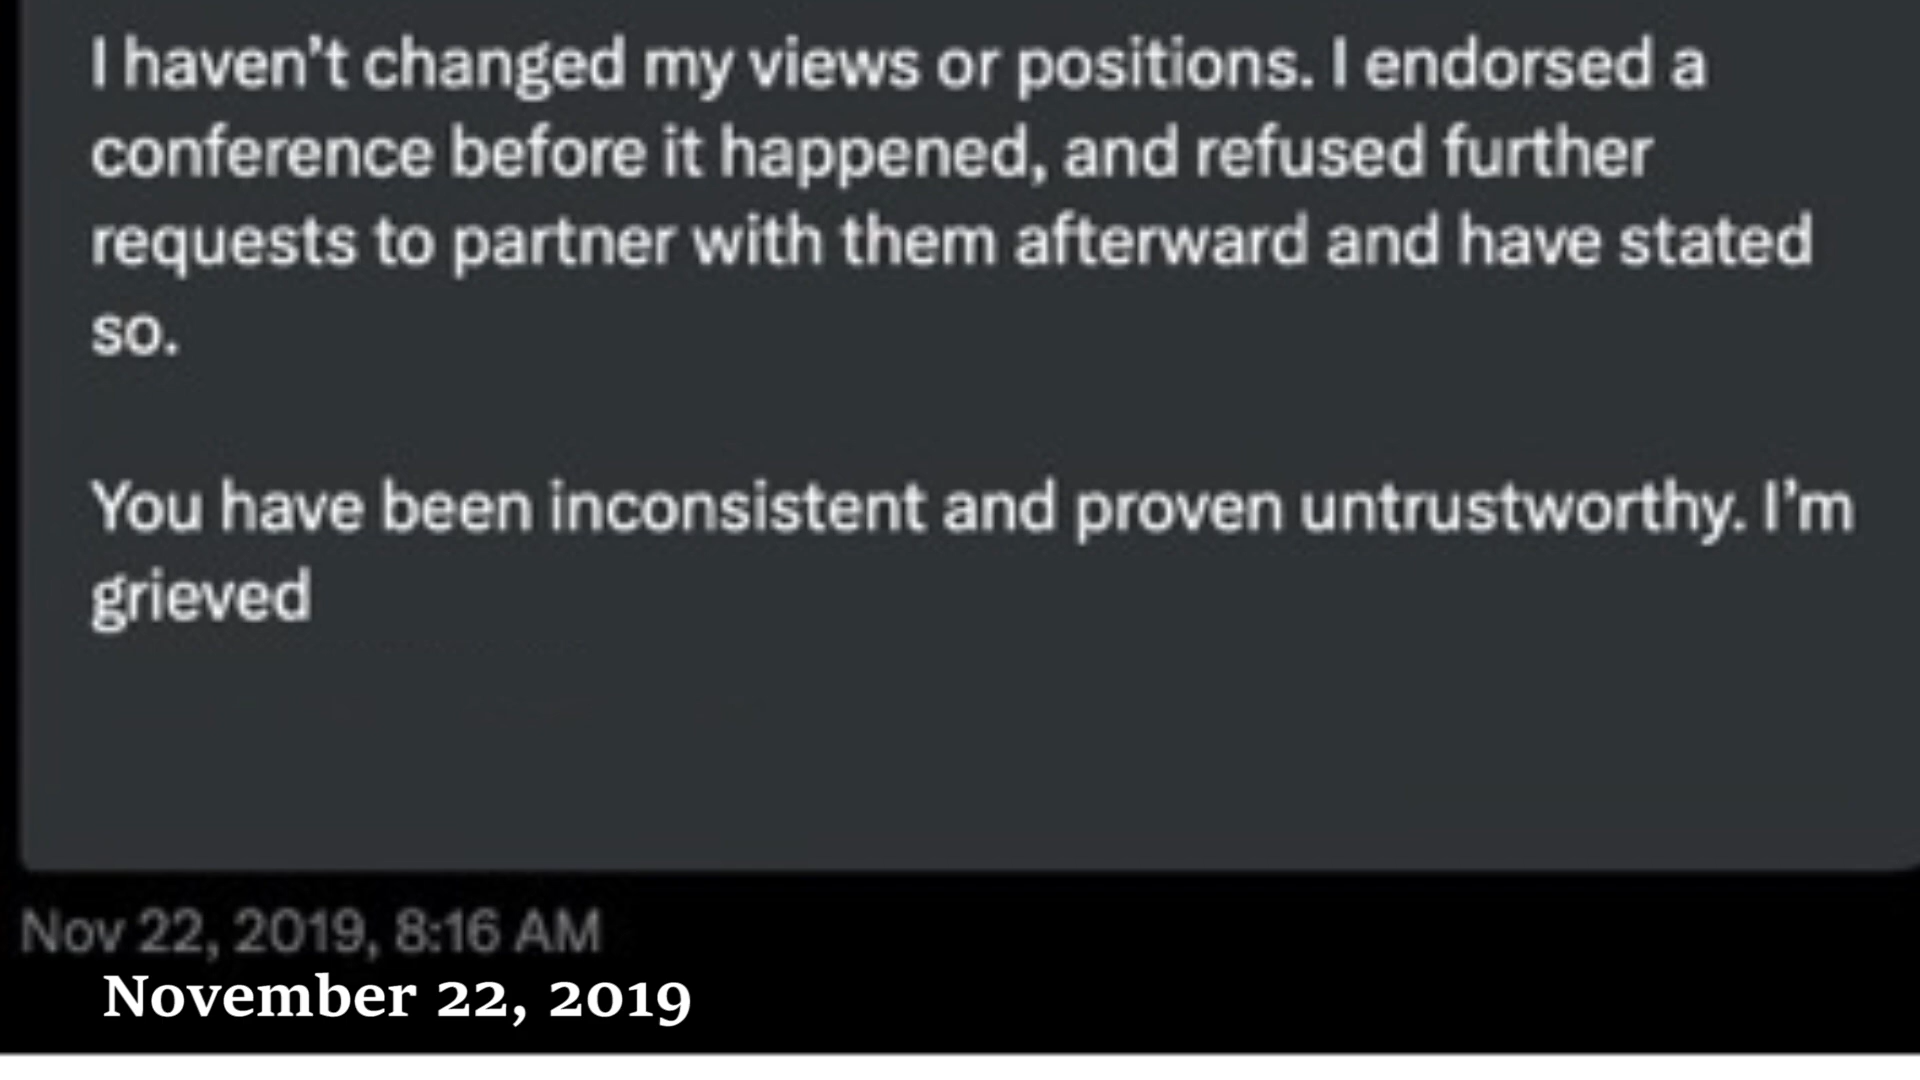 I haven't changed my views or positions. I endorsed a
conference before it happened, and refused further
requests to partner with them afterward and have stated
so.
You have been inconsistent and proven untrustworthy. I'm
grieved
Nov 22, 2019, 8:16 AM
November 22, 2019